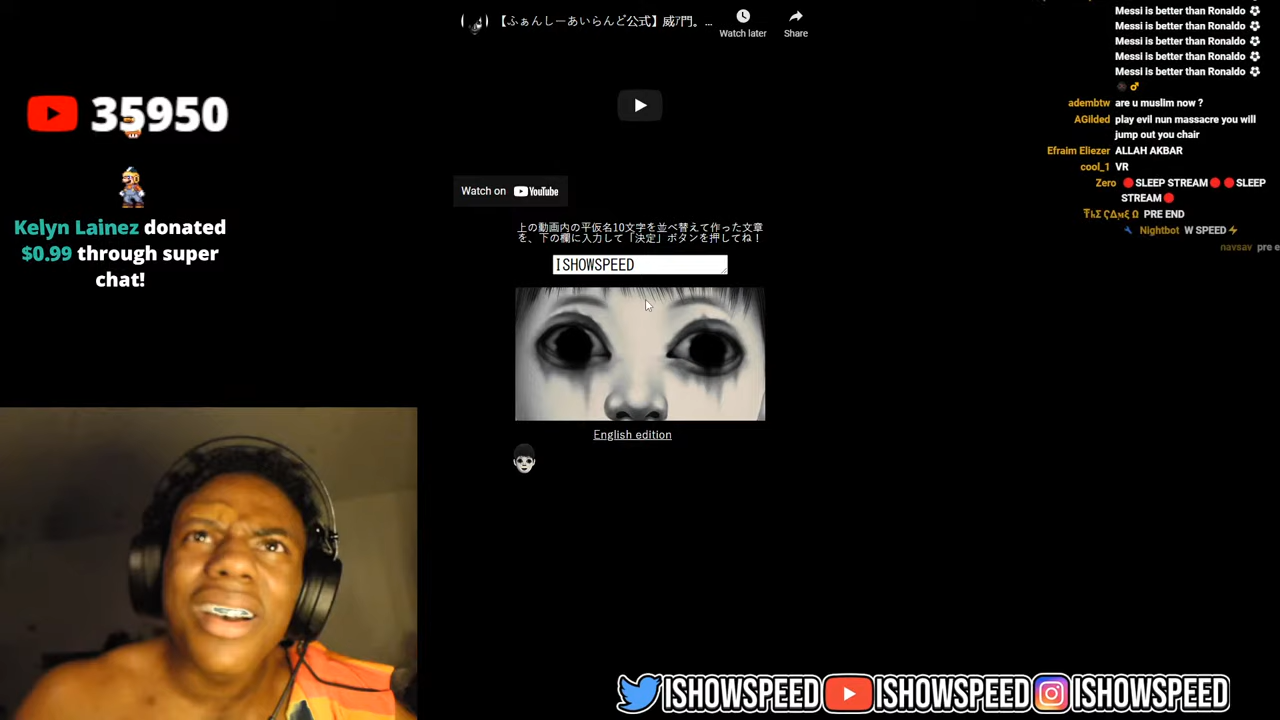 【ふぁんしーあいらんど公式】威7門。...
Watch later
Share
35950
Kelyn Lainez donated
$0.99 through super
chat!
Watch on YouTube
上の動画内の平仮名10文字を並べ替えて作った文章
を、下の欄に入力して「決定」ボタンを押してね!
ISHOWSPEED
English edition
Messi is better than Ronaldo ⚽
Messi is better than Ronaldo ⚽
Messi is better than Ronaldo ⚽
Messi is better than Ronaldo ⚽
Messi is better than Ronaldo ⚽
adembtw are u muslim now ?
AGilded play evil nun massacre you will
jump out you chair
Efraim Eliezer ALLAH AKBAR
cool_1 VR
Zero 🔴SLEEP STREAM🔴🔴SLEEP
STREAM🔴
PRE END
Nightbot W SPEED⚡
navsav pre e
ISHOWSPEED ISHOWSPEED ISHOWSPEED